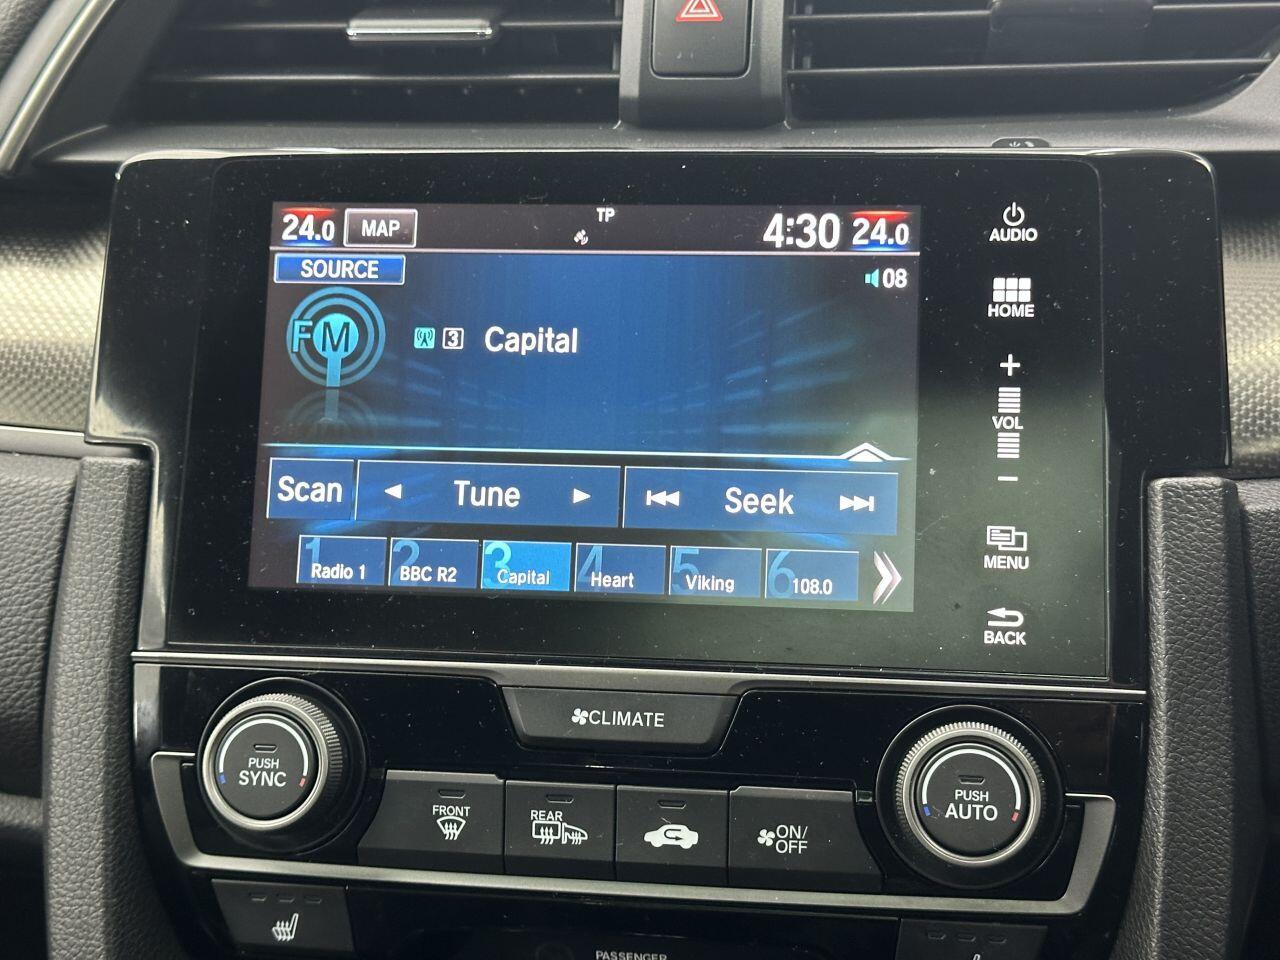 24.0 MAP TP 4:30 24.0
SOURCE 08
FM 3 Capital
Scan Tune Seek
1 Radio 1
2 BBC R2
3 Capital
4 Heart
5 Viking
6 108.0
AUDIO
HOME
+
VOL
-
MENU
BACK
CLIMATE
PUSH
SYNC
FRONT
REAR
ON/
OFF
PUSH
AUTO
PASSENGER